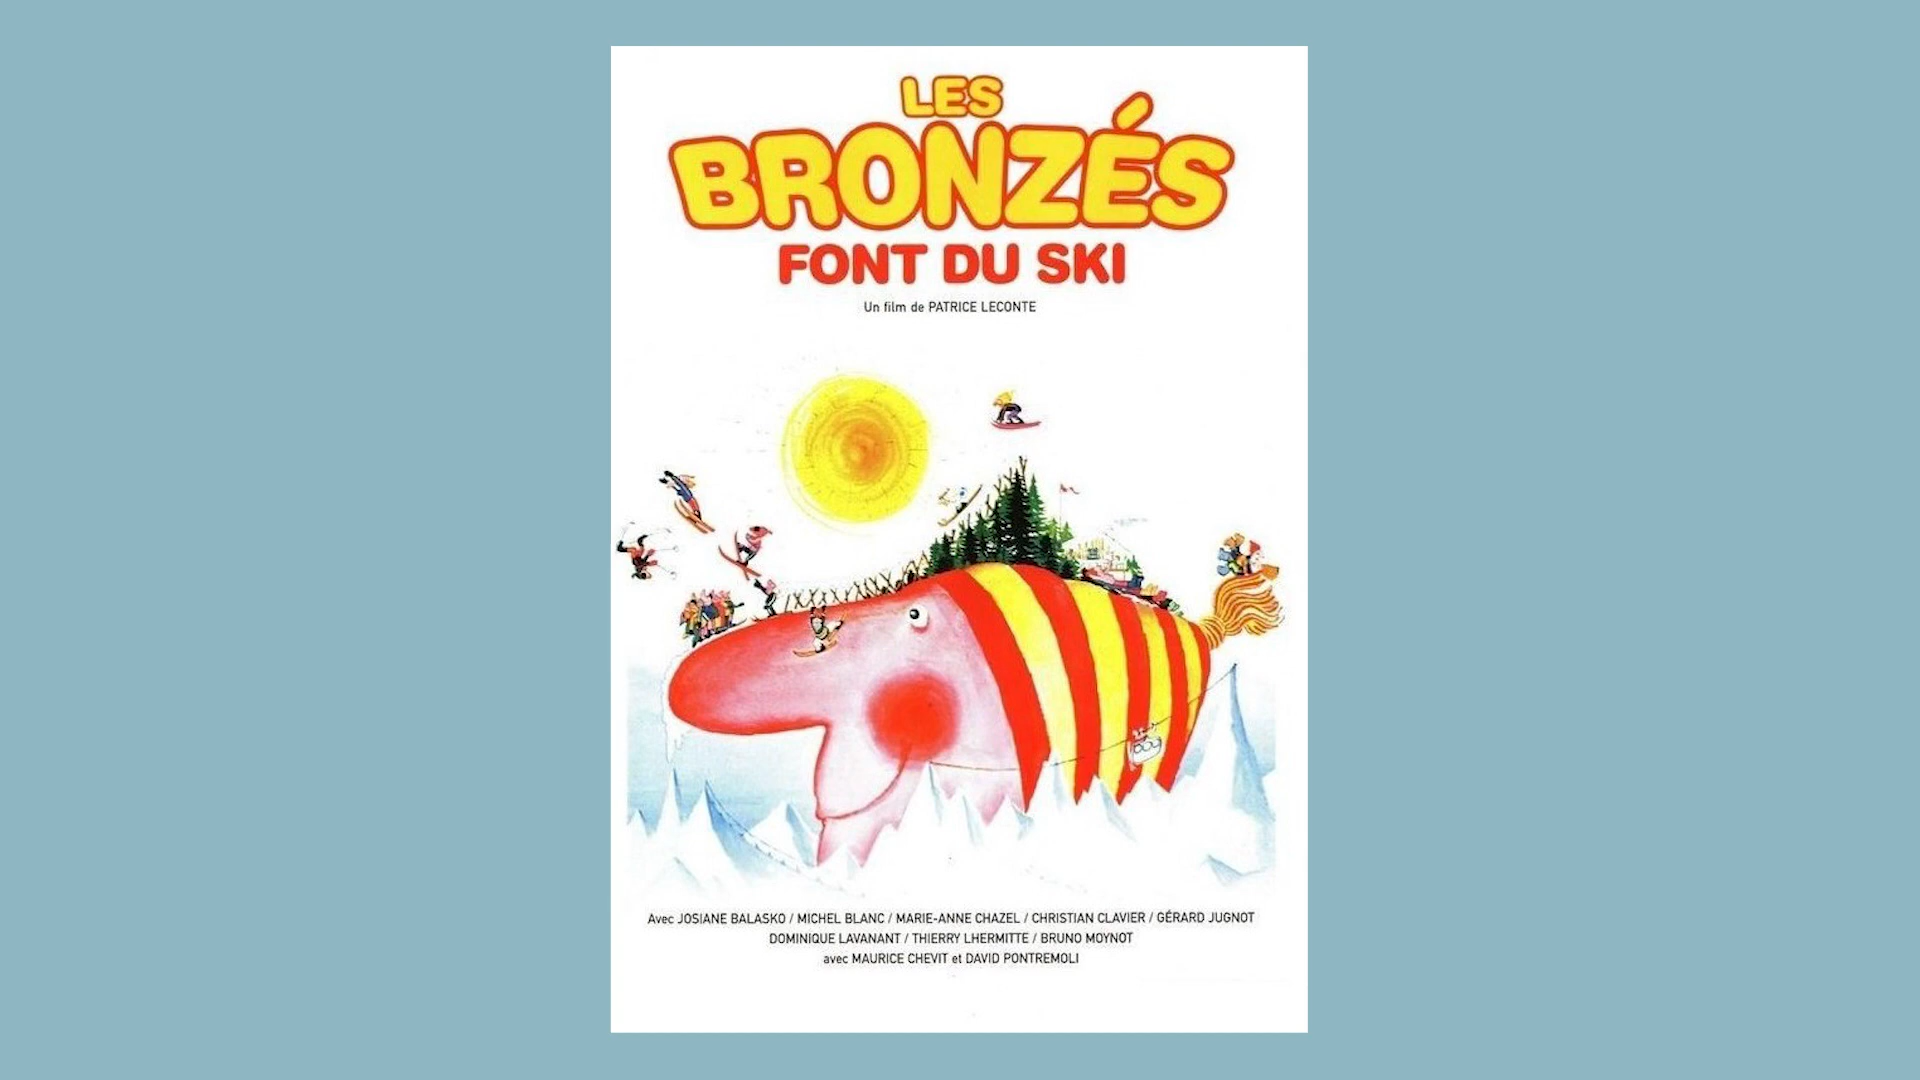 LES
BRONZÉS
FONT DU SKI
Un film de PATRICE LECONTE
Avec JOSIANE BALASKO / MICHEL BLANC / MARIE-ANNE CHAZEL / CHRISTIAN CLAVIER / GÉRARD JUGNOT
DOMINIQUE LAVANANT / THIERRY LHERMITTE / BRUNO MOYNOT
avec MAURICE CHEVIT et DAVID PONTREMOLI